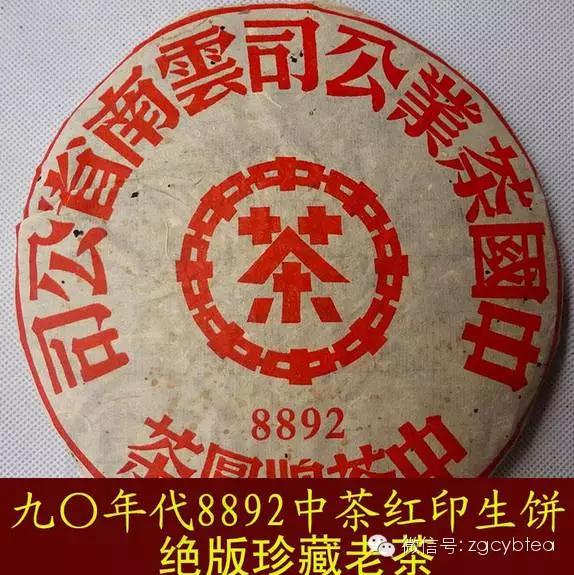 中國茶業公司雲南省公司
茶
8892
中茶牌圓茶
九〇年代8892中茶红印生饼
绝版珍藏老茶
微信号: zgcybtea